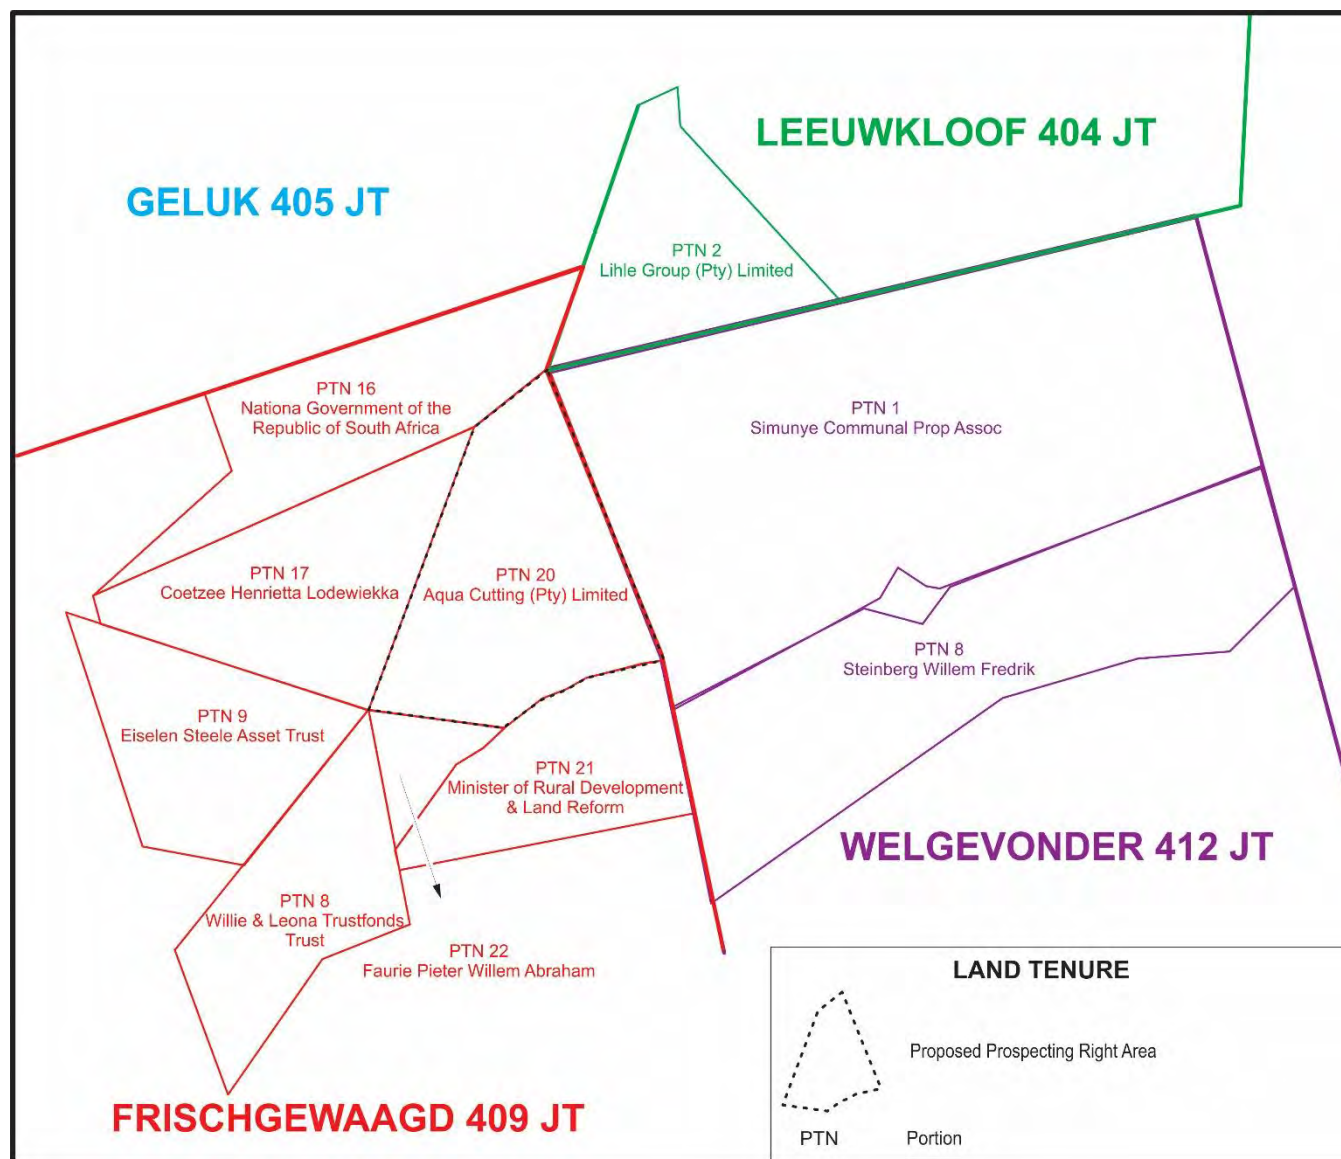 LEEUWKLOOF 404 JT
GELUK 405 JT
PTN 2
Lihle Group (Pty) Limited
PTN 16
Nationa Government of the
Republic of South Africa
PTN 1
Simunye Communal Prop Assoc
PTN 17
Coetzee Henrietta Lodewiekka
PTN 20
Aqua Cutting (Pty) Limited
PTN 8
Steinberg Willem Fredrik
PTN 9
Eiselen Steele Asset Trust
PTN 21
Minister of Rural Development
& Land Reform
WELGEVONDER 412 JT
PTN 8
Willie & Leona Trustfonds
Trust
PTN 22
Faurie Pieter Willem Abraham
FRISCHGEWAAGD 409 JT
LAND TENURE
Proposed Prospecting Right Area
PTN Portion